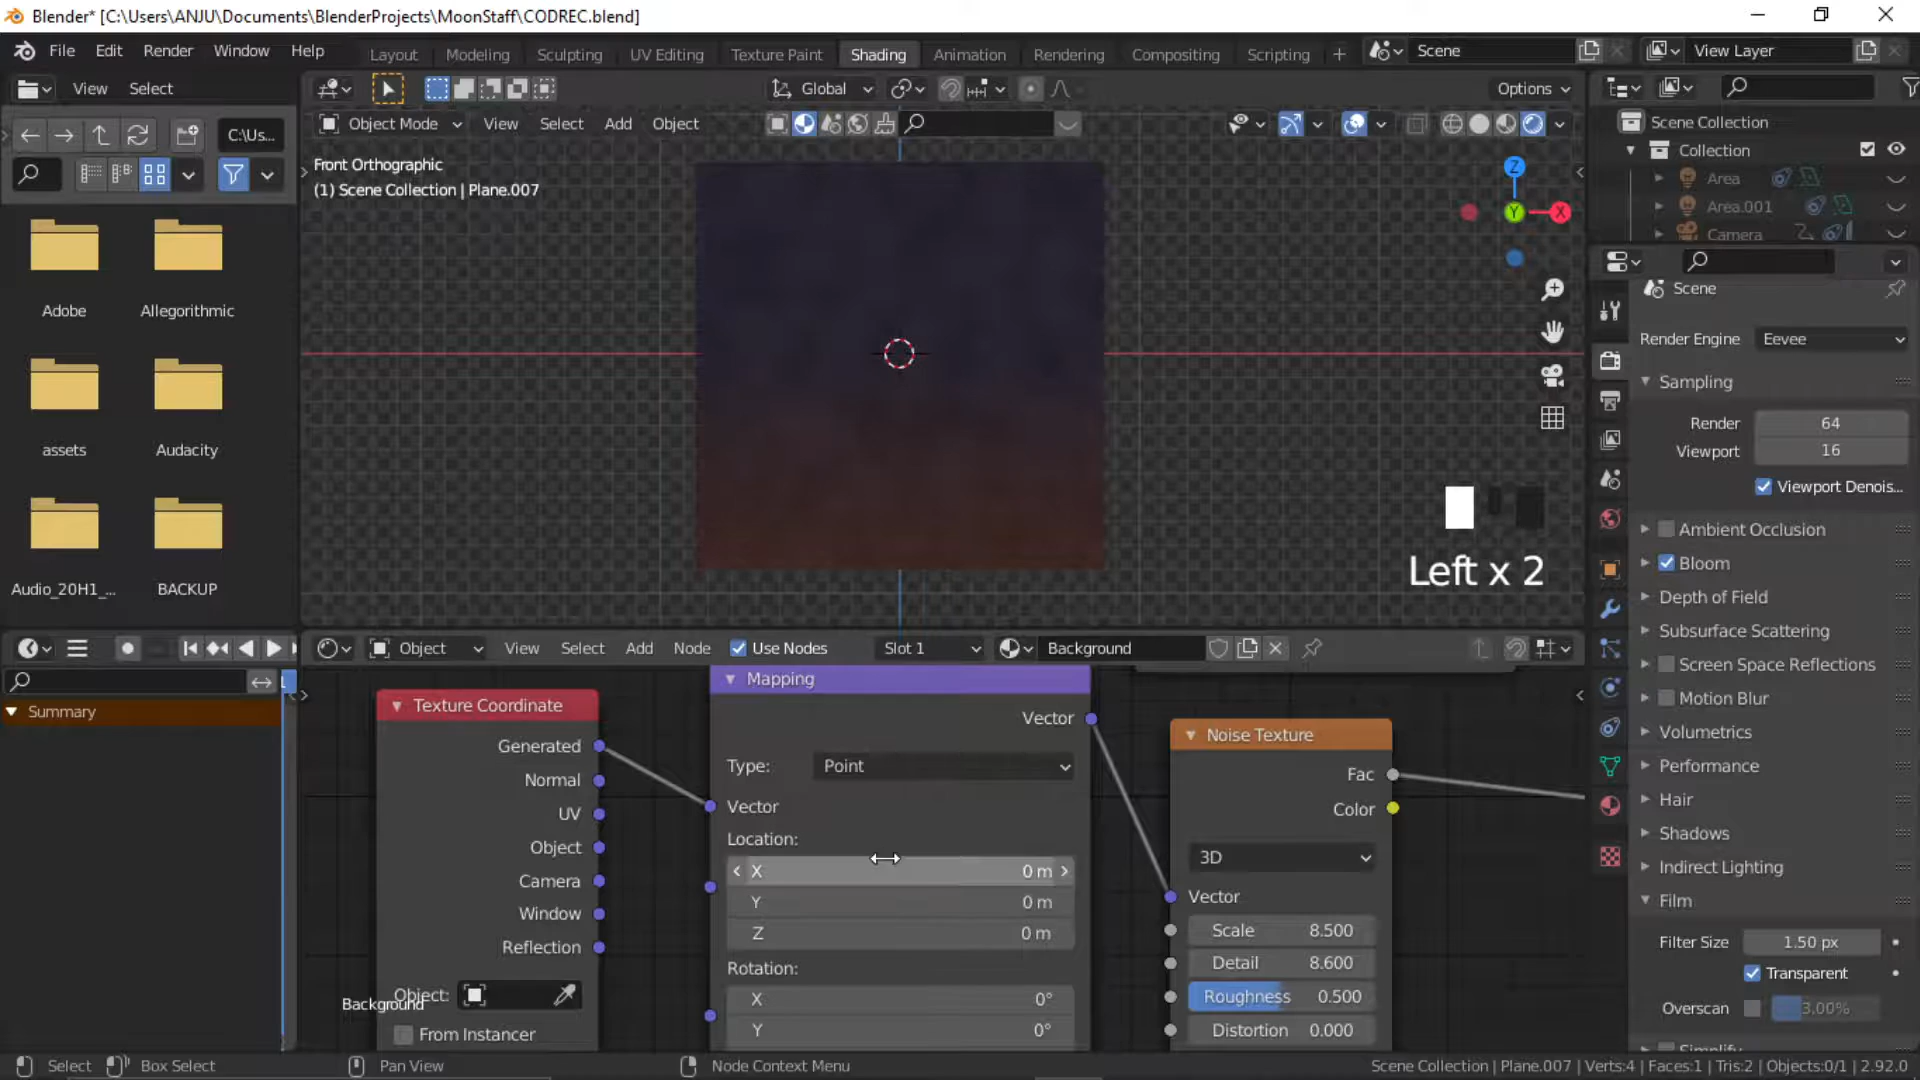 Blender* [C:\Users\ANJU\Documents\BlenderProjects\MoonStaff\CODREC.blend]
File Edit Render Window Help Layout Modeling Sculpting UV Editing Texture Paint Shading Animation Rendering Compositing Scripting + Scene View Layer
View Select Global Options
Object Mode View Select Add Object
C:\Us...
Front Orthographic
(1) Scene Collection | Plane.007
Z
Y
X
Scene Collection
Collection
Area
Area.001
Camera
Adobe Allegorithmic
assets Audacity
Audio_20H1_... BACKUP
Left x 2
Scene
Render Engine Eevee
Sampling
Render 64
Viewport 16
Viewport Denois...
Ambient Occlusion
Bloom
Depth of Field
Subsurface Scattering
Screen Space Reflections
Motion Blur
Volumetrics
Performance
Hair
Shadows
Indirect Lighting
Film
Filter Size 1.50 px
Transparent
Overscan 3.00%
Object View Select Add Node Use Nodes Slot 1 Background
1
Summary
Texture Coordinate
Generated
Normal
UV
Object
Camera
Window
Reflection
Object:
From Instancer
Background
Mapping
Vector
Type: Point
Vector
Location:
X 0 m
Y 0 m
Z 0 m
Rotation:
X 0°
Y 0°
Noise Texture
Fac
Color
3D
Vector
Scale 8.500
Detail 8.600
Roughness 0.500
Distortion 0.000
Select Box Select Pan View Node Context Menu Scene Collection | Plane.007 | Verts:4 | Faces:1 | Tris:2 | Objects:0/1 | 2.92.0